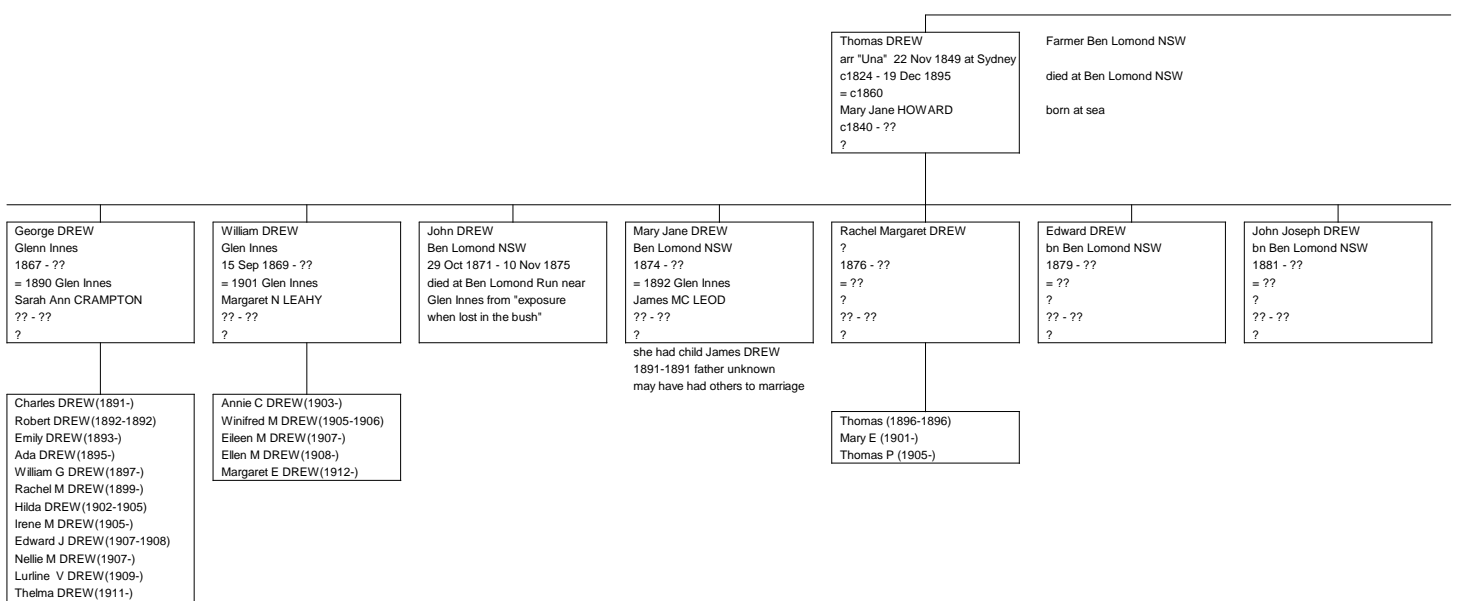 Thomas DREW
arr "Una"  22 Nov 1849 at Sydney
c1824 - 19 Dec 1895
= c1860
Mary Jane HOWARD
c1840 - ??
?
Farmer Ben Lomond NSW
died at Ben Lomond NSW
born at sea
George DREW
Glenn Innes
1867 - ??
= 1890 Glen Innes
Sarah Ann CRAMPTON
?? - ??
?
William DREW
Glen Innes
15 Sep 1869 - ??
= 1901 Glen Innes
Margaret N LEAHY
?? - ??
?
John DREW
Ben Lomond NSW
29 Oct 1871 - 10 Nov 1875
died at Ben Lomond Run near
Glen Innes from "exposure
when lost in the bush"
Mary Jane DREW
Ben Lomond NSW
1874 - ??
= 1892 Glen Innes
James MC LEOD
?? - ??
?
she had child James DREW
1891-1891 father unknown
may have had others to marriage
Rachel Margaret DREW
?
1876 - ??
= ??
?
?? - ??
?
Edward DREW
bn Ben Lomond NSW
1879 - ??
= ??
?
?? - ??
?
John Joseph DREW
bn Ben Lomond NSW
1881 - ??
= ??
?
?? - ??
?
Charles DREW(1891-)
Robert DREW(1892-1892)
Emily DREW(1893-)
Ada DREW(1895-)
William G DREW(1897-)
Rachel M DREW(1899-)
Hilda DREW(1902-1905)
Irene M DREW(1905-)
Edward J DREW(1907-1908)
Nellie M DREW(1907-)
Lurline  V DREW(1909-)
Thelma DREW(1911-)
Annie C DREW(1903-)
Winifred M DREW(1905-1906)
Eileen M DREW(1907-)
Ellen M DREW(1908-)
Margaret E DREW(1912-)
Thomas (1896-1896)
Mary E (1901-)
Thomas P (1905-)